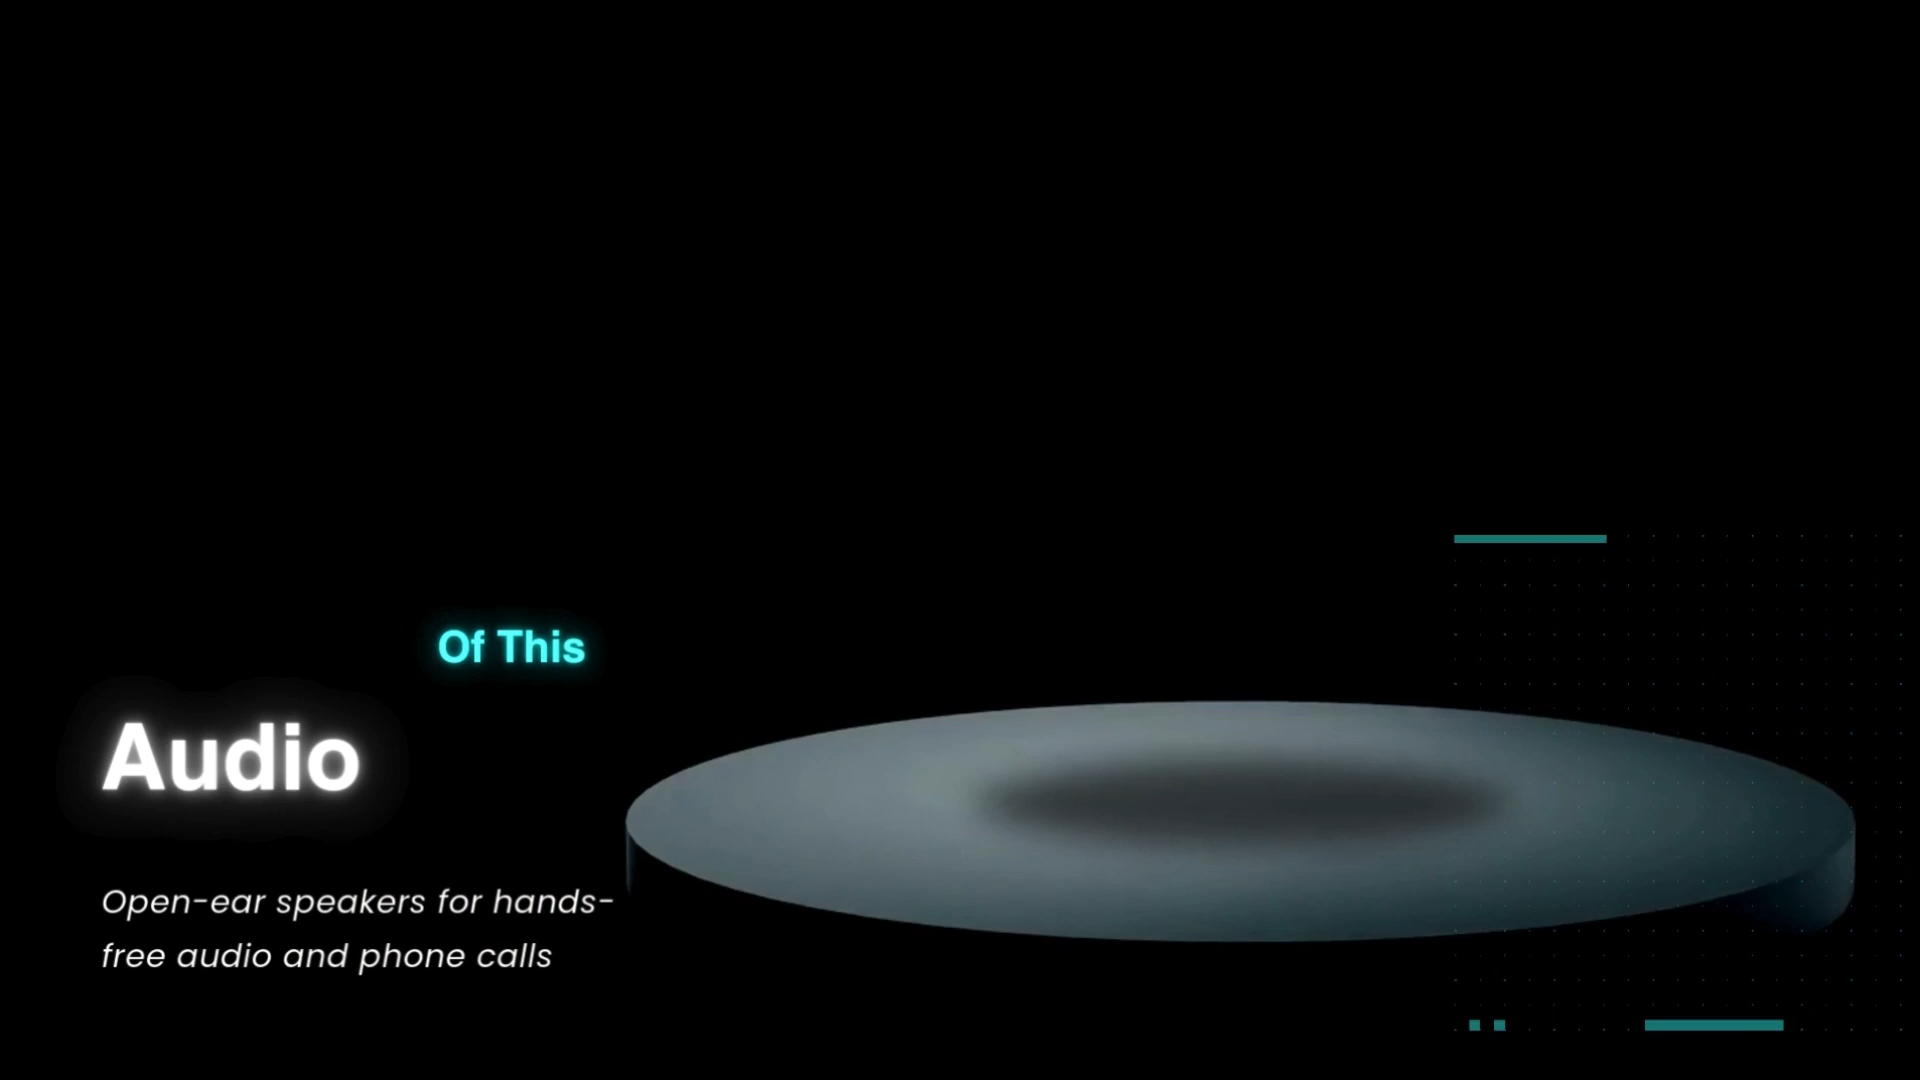 Of This
Audio
Open-ear speakers for hands-
free audio and phone calls